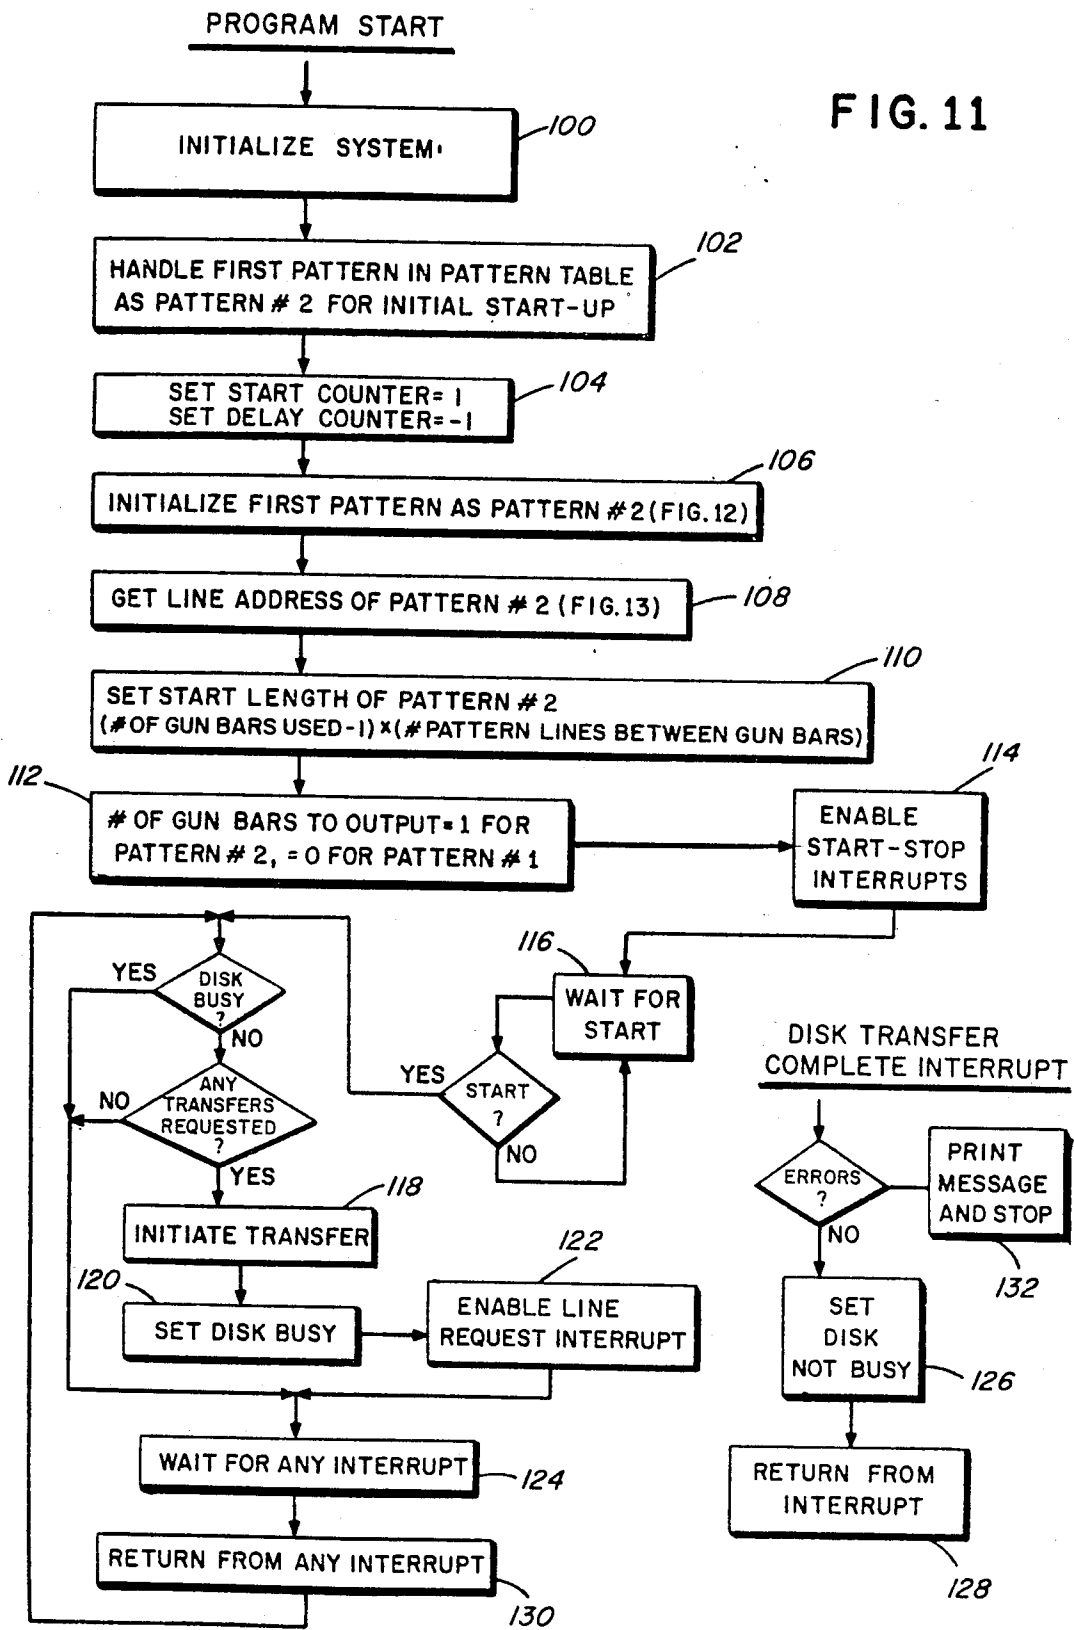 PROGRAM START
FIG. 11
INITIALIZE SYSTEM
100
HANDLE FIRST PATTERN IN PATTERN TABLE
AS PATTERN # 2 FOR INITIAL START-UP
102
SET START COUNTER= 1
SET DELAY COUNTER=-1
104
INITIALIZE FIRST PATTERN AS PATTERN #2(FIG.12)
106
GET LINE ADDRESS OF PATTERN # 2 (FIG.13)
108
SET START LENGTH OF PATTERN # 2
(# OF GUN BARS USED-1)x(# PATTERN LINES BETWEEN GUN BARS)
110
112
# OF GUN BARS TO OUTPUT=1 FOR
PATTERN # 2, =0 FOR PATTERN # 1
114
ENABLE
START-STOP
INTERRUPTS
116
WAIT FOR
START
START
?
YES
NO
DISK
BUSY
?
YES
NO
ANY
TRANSFERS
REQUESTED
?
NO
YES
118
INITIATE TRANSFER
120
SET DISK BUSY
122
ENABLE LINE
REQUEST INTERRUPT
WAIT FOR ANY INTERRUPT
124
RETURN FROM ANY INTERRUPT
130
DISK TRANSFER
COMPLETE INTERRUPT
ERRORS
?
NO
PRINT
MESSAGE
AND STOP
132
SET
DISK
NOT BUSY
126
RETURN FROM
INTERRUPT
128